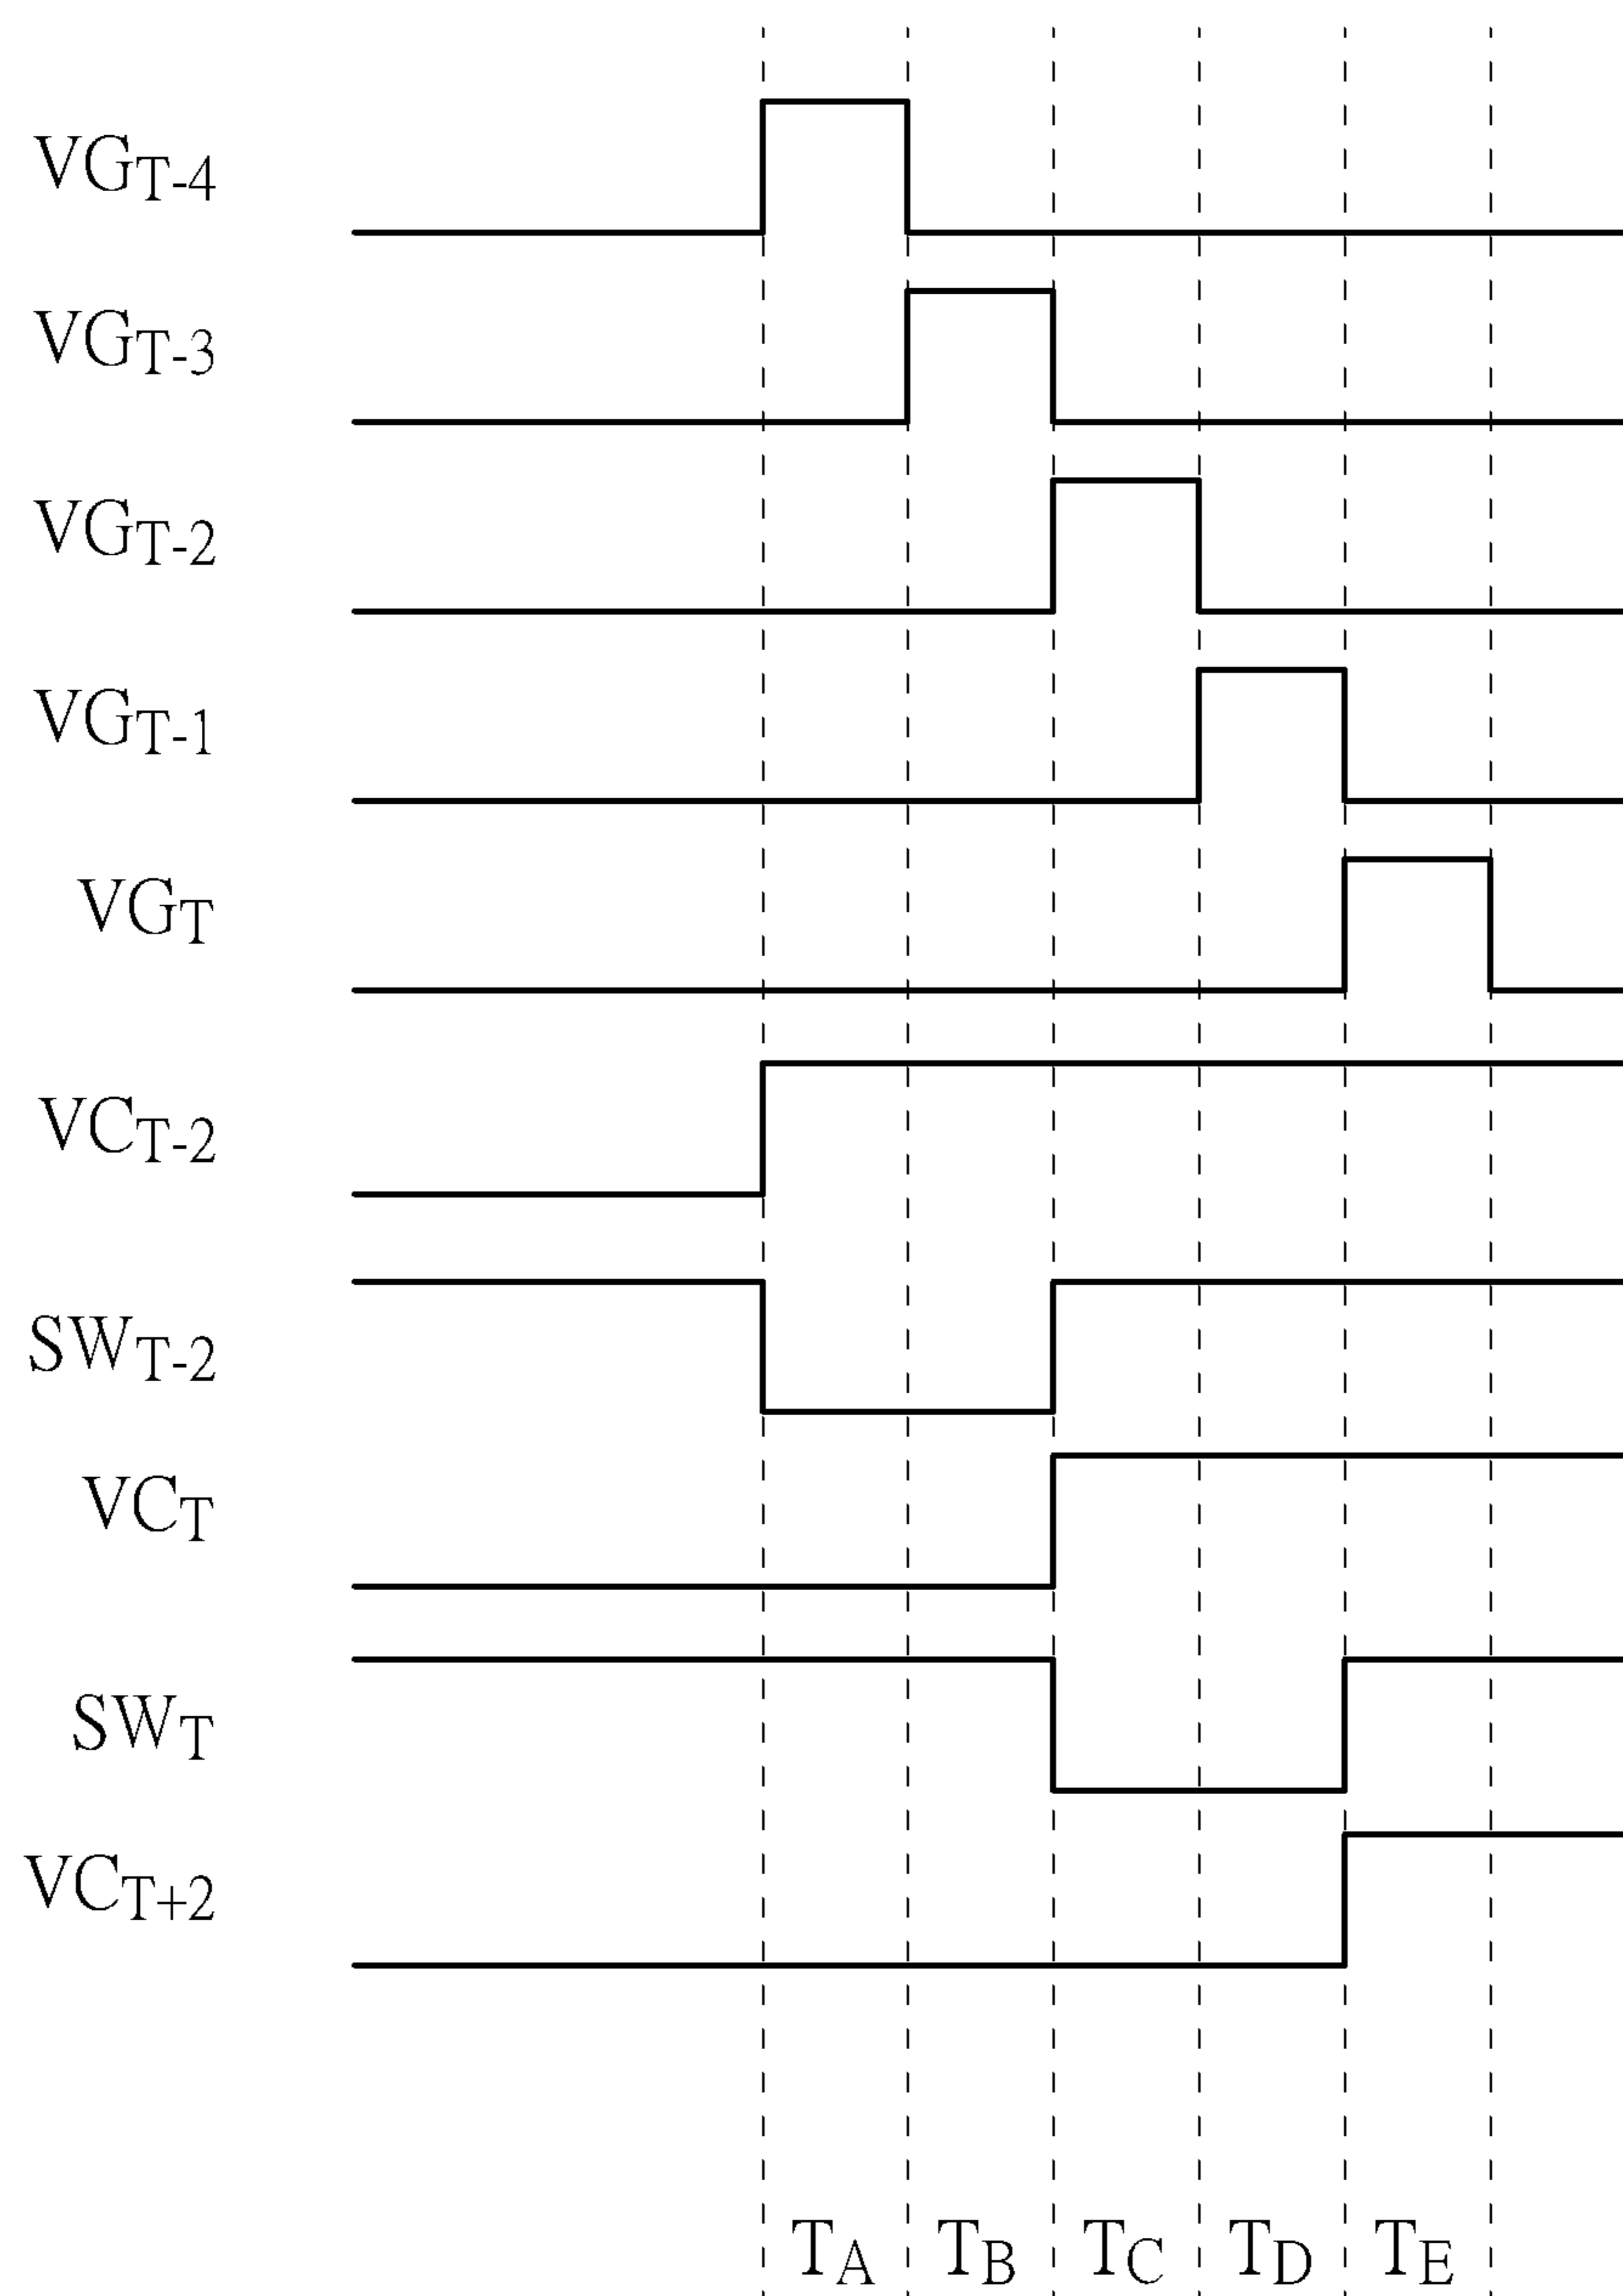 VGT-4
VGT-3
VGT-2
VGT-1
VGT
VCT-2
SWT-2
VCT
SWT
VCT+2
TA TB TC TD TE